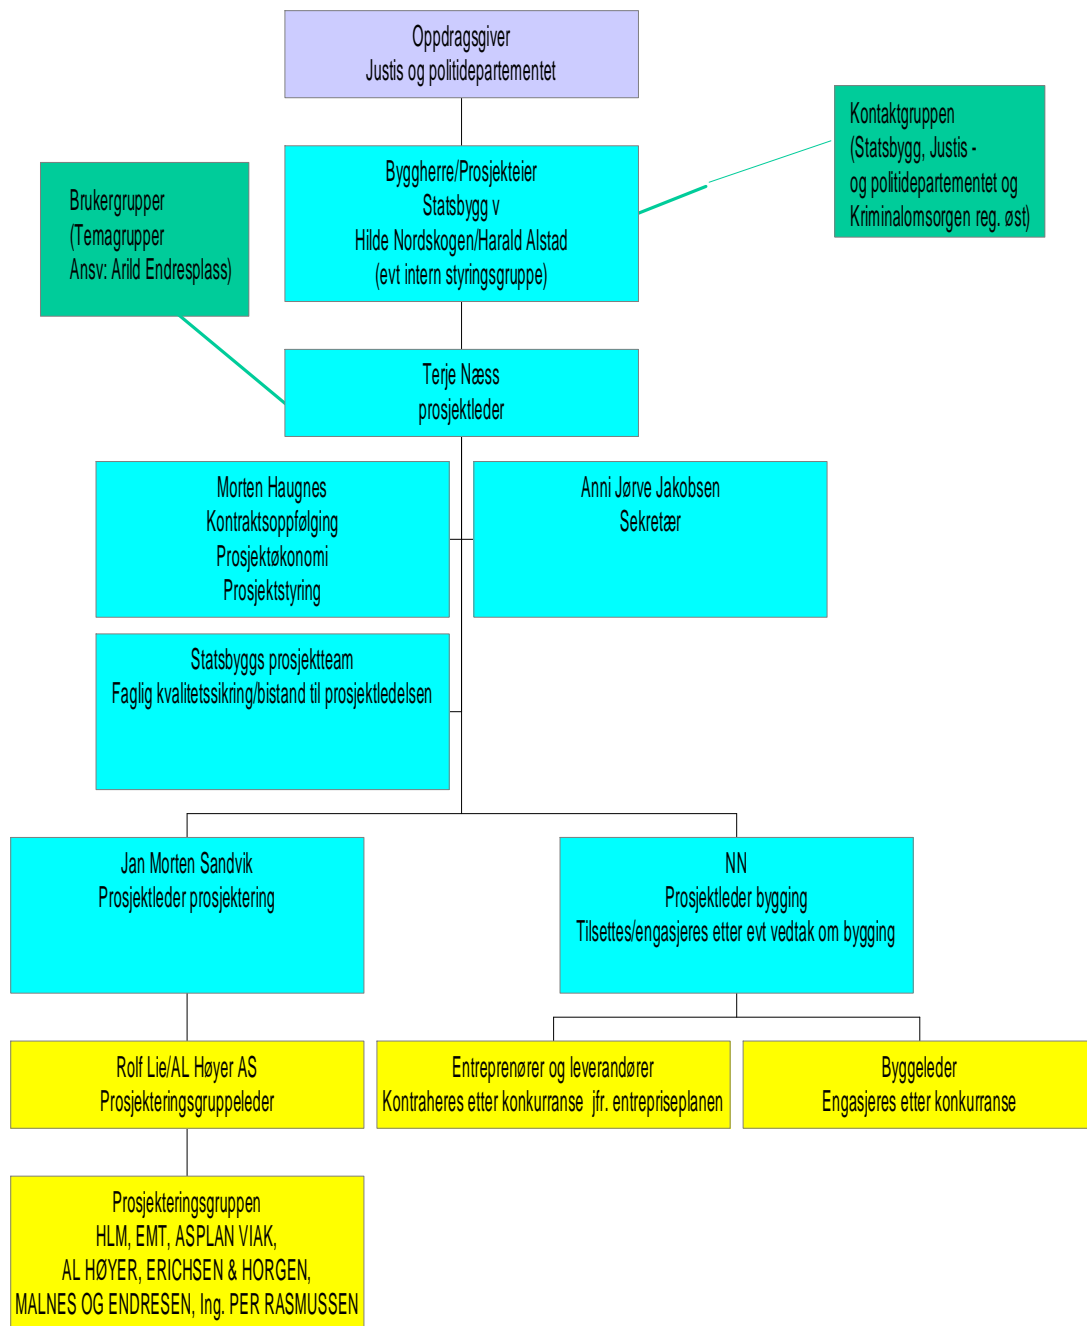 Oppdragsgiver
Justis og politidepartementet
Kontaktgruppen
(Statsbygg, Justis -
og politidepartementet og
Kriminalomsorgen reg. øst)
Byggherre/Prosjekteier
Statsbygg v
Hilde Nordskogen/Harald Alstad
(evt intern styringsgruppe)
Brukergrupper
(Temagrupper
Ansv: Arild Endresplass)
Terje Næss
prosjektleder
Morten Haugnes
Kontraktsoppfølging
Prosjektøkonomi
Prosjektstyring
Anni Jørve Jakobsen
Sekretær
Statsbyggs prosjektteam
Faglig kvalitetssikring/bistand til prosjektledelsen
Jan Morten Sandvik
Prosjektleder prosjektering
NN
Prosjektleder bygging
Tilsettes/engasjeres etter evt vedtak om bygging
Rolf Lie/AL Høyer AS
Prosjekteringsgruppeleder
Entreprenører og leverandører
Kontraheres etter konkurranse jfr. entrepriseplanen
Byggeleder
Engasjeres etter konkurranse
Prosjekteringsgruppen
HLM, EMT, ASPLAN VIAK,
AL HØYER, ERICHSEN & HORGEN,
MALNES OG ENDRESEN, Ing. PER RASMUSSEN